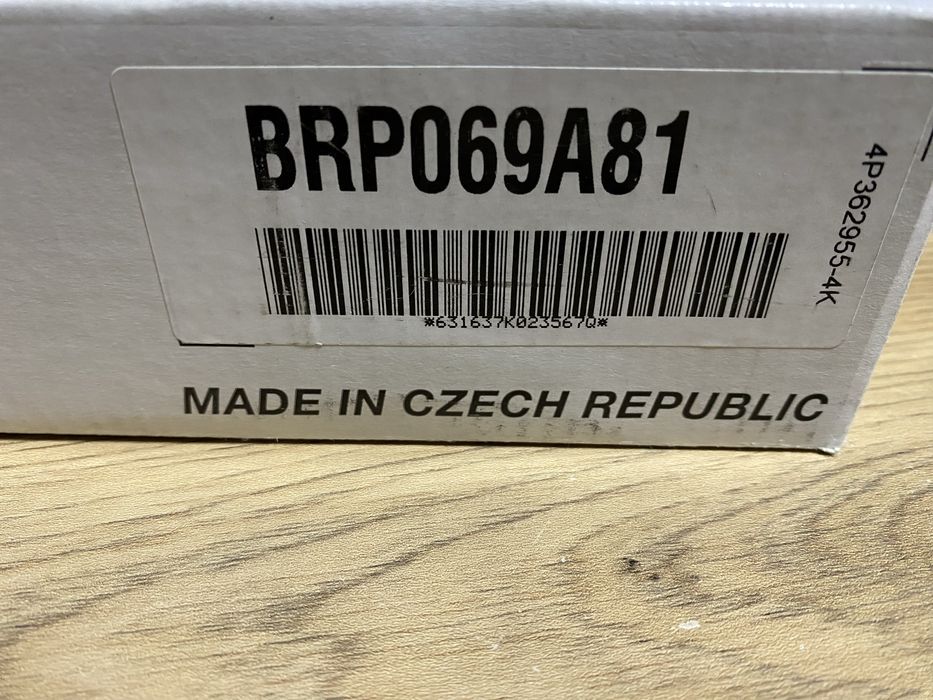 BRP069A81
*631637K023567Q*
4P362955-4K
MADE IN CZECH REPUBLIC